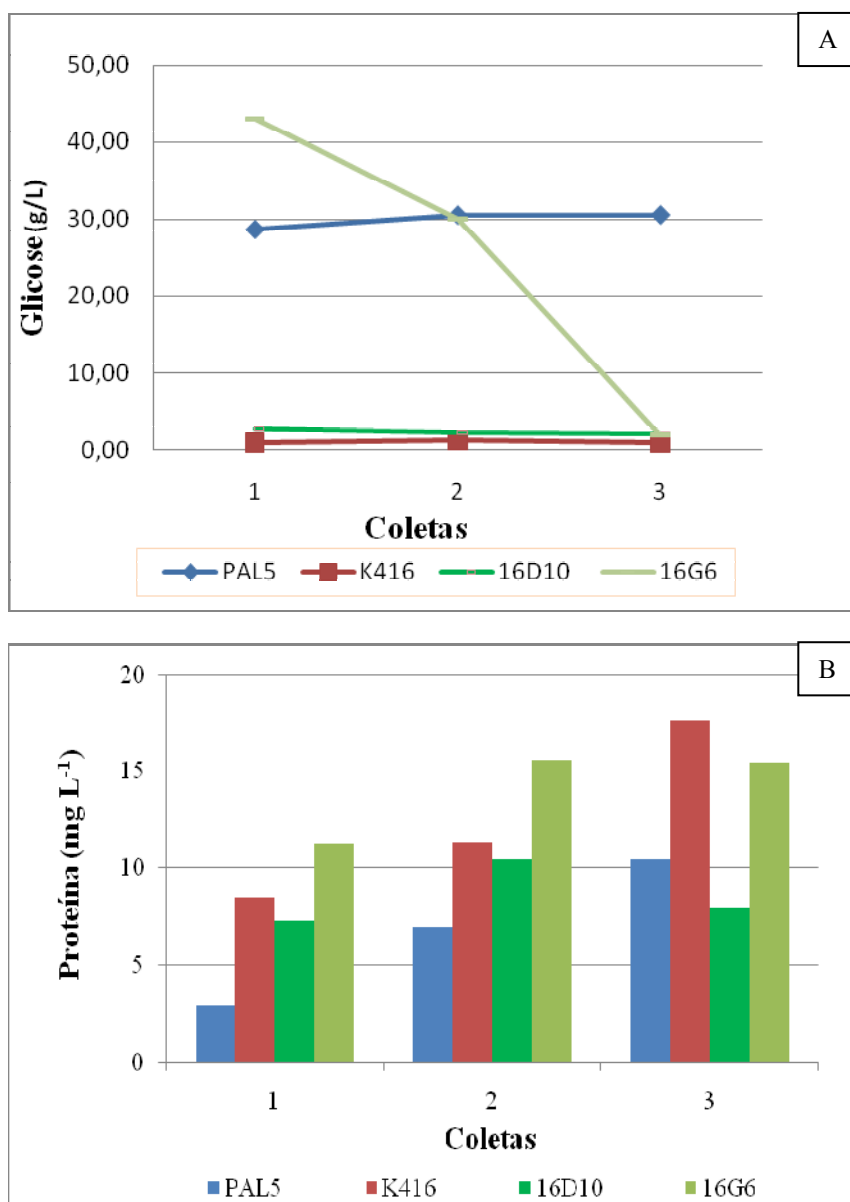 A
50,00
40,00
30,00
20,00
10,00
0,00
Glicose (g/L)
1 2 3
Coletas
PAL5 K416 16D10 16G6
B
20
15
10
5
0
Proteína (mg L⁻¹)
1 2 3
Coletas
PAL5 K416 16D10 16G6